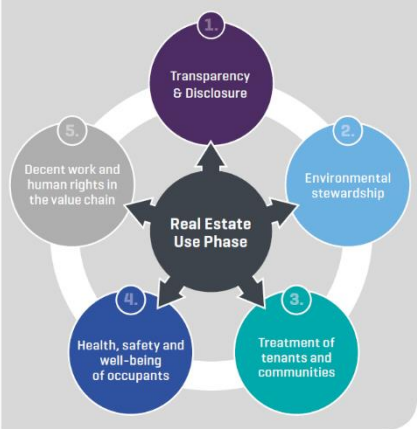 1.
Transparency
& Disclosure
2.
Environmental
stewardship
3.
Treatment of
tenants and
communities
4.
Health, safety and
well-being
of occupants
5.
Decent work and
human rights in
the value chain
Real Estate
Use Phase